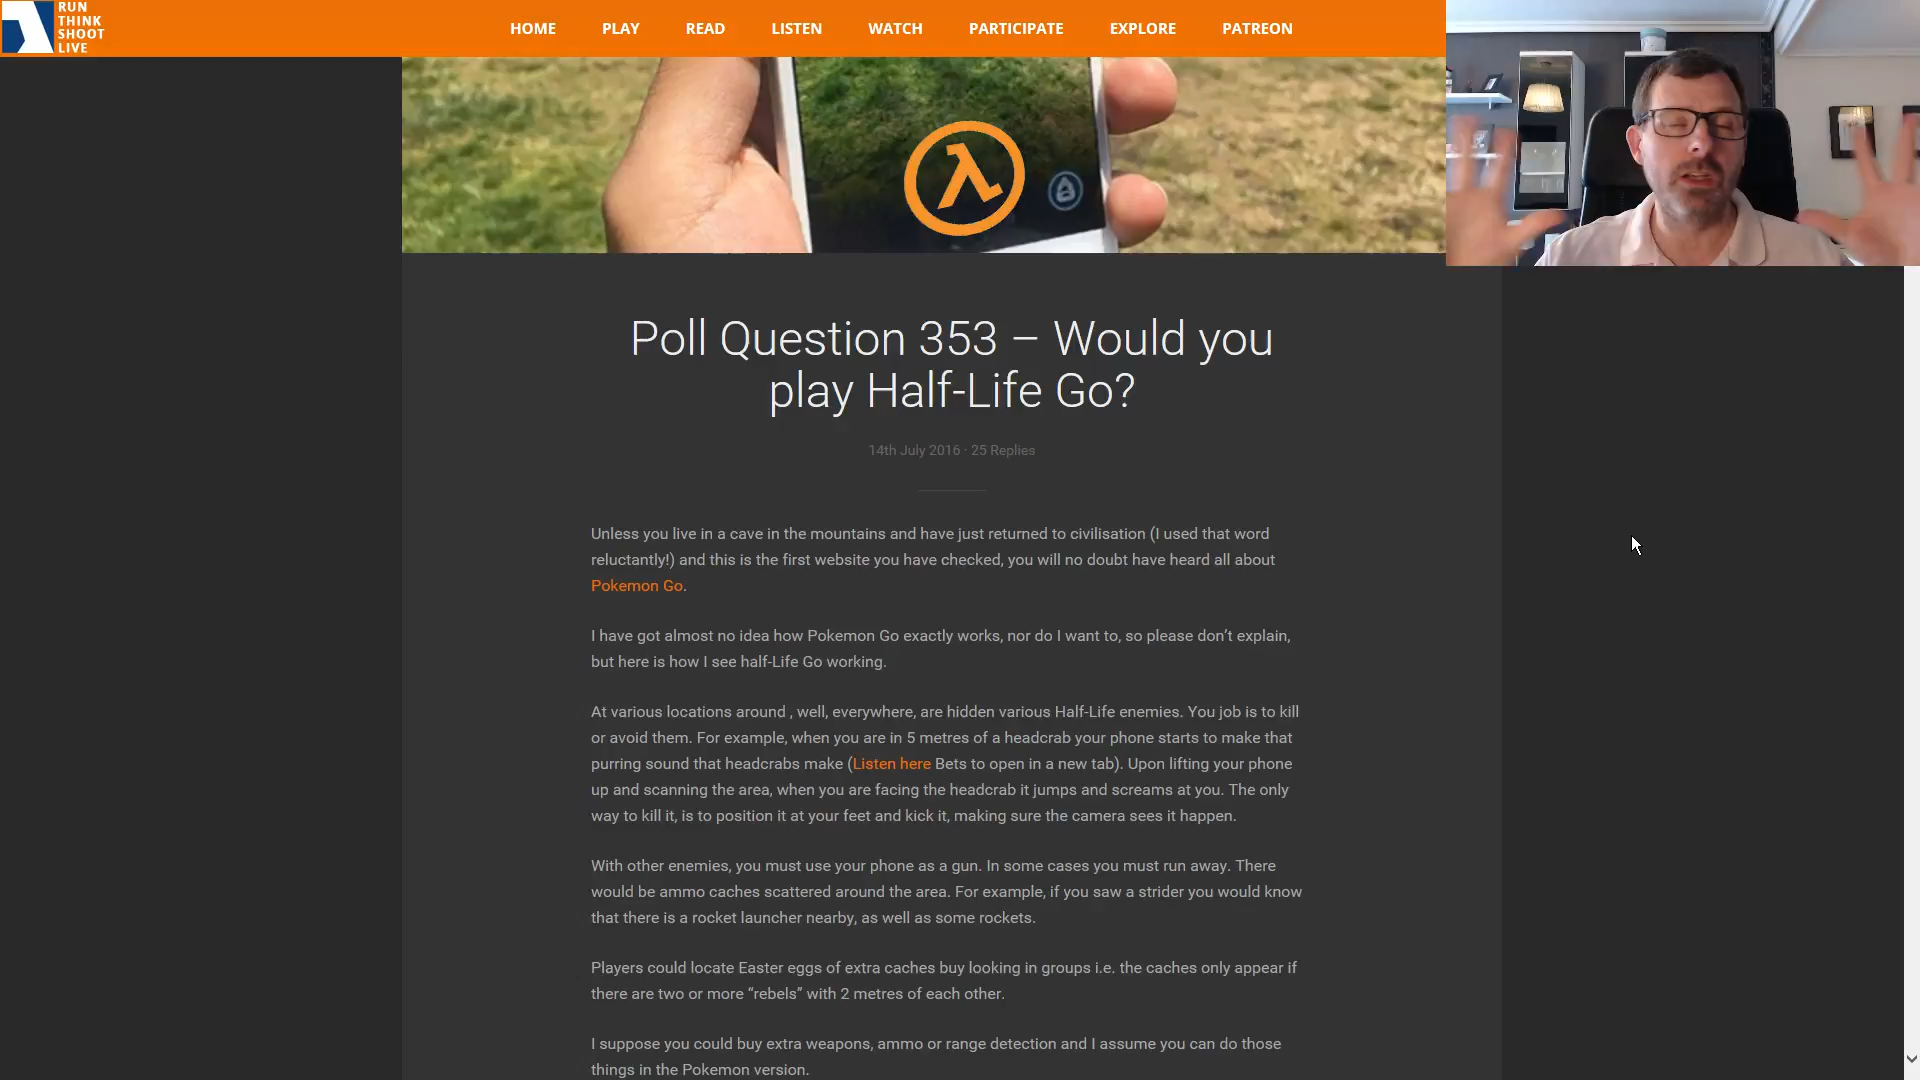 RUN
THINK
SHOOT
LIVE
HOME PLAY READ LISTEN WATCH PARTICIPATE EXPLORE PATREON
Poll Question 353 – Would you
play Half-Life Go?
14th July 2016 · 25 Replies
Unless you live in a cave in the mountains and have just returned to civilisation (I used that word
reluctantly!) and this is the first website you have checked, you will no doubt have heard all about
Pokemon Go.
I have got almost no idea how Pokemon Go exactly works, nor do I want to, so please don’t explain,
but here is how I see half-Life Go working.
At various locations around , well, everywhere, are hidden various Half-Life enemies. You job is to kill
or avoid them. For example, when you are in 5 metres of a headcrab your phone starts to make that
purring sound that headcrabs make (Listen here Bets to open in a new tab). Upon lifting your phone
up and scanning the area, when you are facing the headcrab it jumps and screams at you. The only
way to kill it, is to position it at your feet and kick it, making sure the camera sees it happen.
With other enemies, you must use your phone as a gun. In some cases you must run away. There
would be ammo caches scattered around the area. For example, if you saw a strider you would know
that there is a rocket launcher nearby, as well as some rockets.
Players could locate Easter eggs of extra caches buy looking in groups i.e. the caches only appear if
there are two or more “rebels” with 2 metres of each other.
I suppose you could buy extra weapons, ammo or range detection and I assume you can do those
things in the Pokemon version.